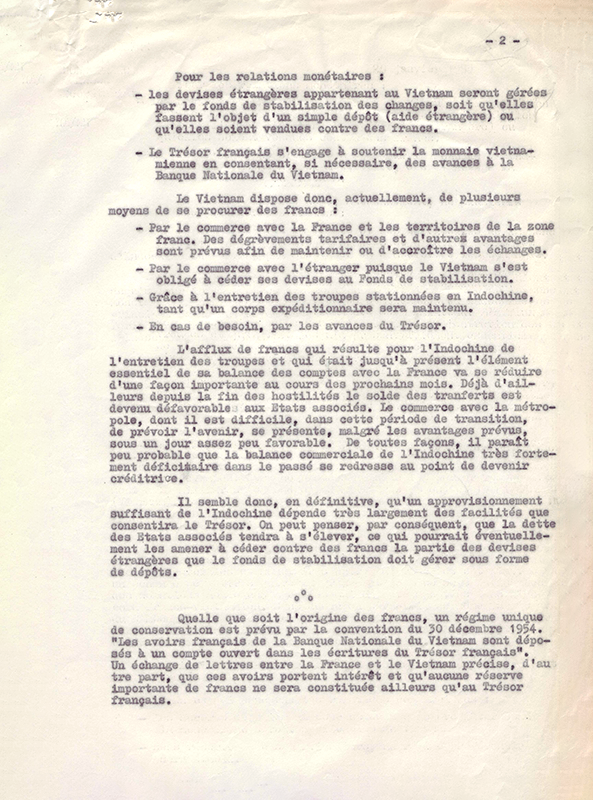 - 2 -
Pour les relations monétaires :
- les devises étrangères appartenant au Vietnam seront gérées
par le fonds de stabilisation des changes, soit qu'elles
fassent l'objet d'un simple dépôt (aide étrangère) ou
qu'elles soient vendues contre des francs.
- Le Trésor français s'engage à soutenir la monnaie vietna-
mienne en consentant, si nécessaire, des avances à la
Banque Nationale du Vietnam.
Le Vietnam dispose donc, actuellement, de plusieurs
moyens de se procurer des francs :
- Par le commerce avec la France et les territoires de la zone
franc. Des dégrèvements tarifaires et d'autres avantages
sont prévus afin de maintenir ou d'accroître les échanges.
- Par le commerce avec l'étranger puisque le Vietnam s'est
obligé à céder ses devises au Fonds de stabilisation.
- Grâce à l'entretien des troupes stationnées en Indochine,
tant qu'un corps expéditionnaire sera maintenu.
- En cas de besoin, par les avances du Trésor.
L'afflux de francs qui résulte pour l'Indochine de
l'entretien des troupes et qui était jusqu'à présent l'élément
essentiel de sa balance des comptes avec la France va se réduire
d'une façon importante au cours des prochains mois. Déjà d'ail-
leurs depuis la fin des hostilités le solde des tranferts est
devenu défavorable aux Etats associés. Le commerce avec la métro-
pole, dont il est difficile, dans cette période de transition,
de prévoir l'avenir, se présente, malgré les avantages prévus,
sous un jour assez peu favorable. De toutes façons, il paraît
peu probable que la balance commerciale de l'Indochine très forte-
ment déficitaire dans le passé se redresse au point de devenir
créditrice.
Il semble donc, en définitive, qu'un approvisionnement
suffisant de l'Indochine dépende très largement des facilités que
consentira le Trésor. On peut penser, par conséquent, que la dette
des Etats associés tendra à s'élever, ce qui pourrait éventuelle-
ment les amener à céder contre des francs la partie des devises
étrangères que le fonds de stabilisation doit gérer sous forme
de dépôts.
o°o
Quelle que soit l'origine des francs, un régime unique
de conservation est prévu par la convention du 30 décembre 1954.
"Les avoirs français de la Banque Nationale du Vietnam sont dépo-
sés à un compte ouvert dans les écritures du Trésor français".
Un échange de lettres entre la France et le Vietnam précise, d'au
tre part, que ces avoirs portent intérêt et qu'aucune réserve
importante de francs ne sera constituée ailleurs qu'au Trésor
français.